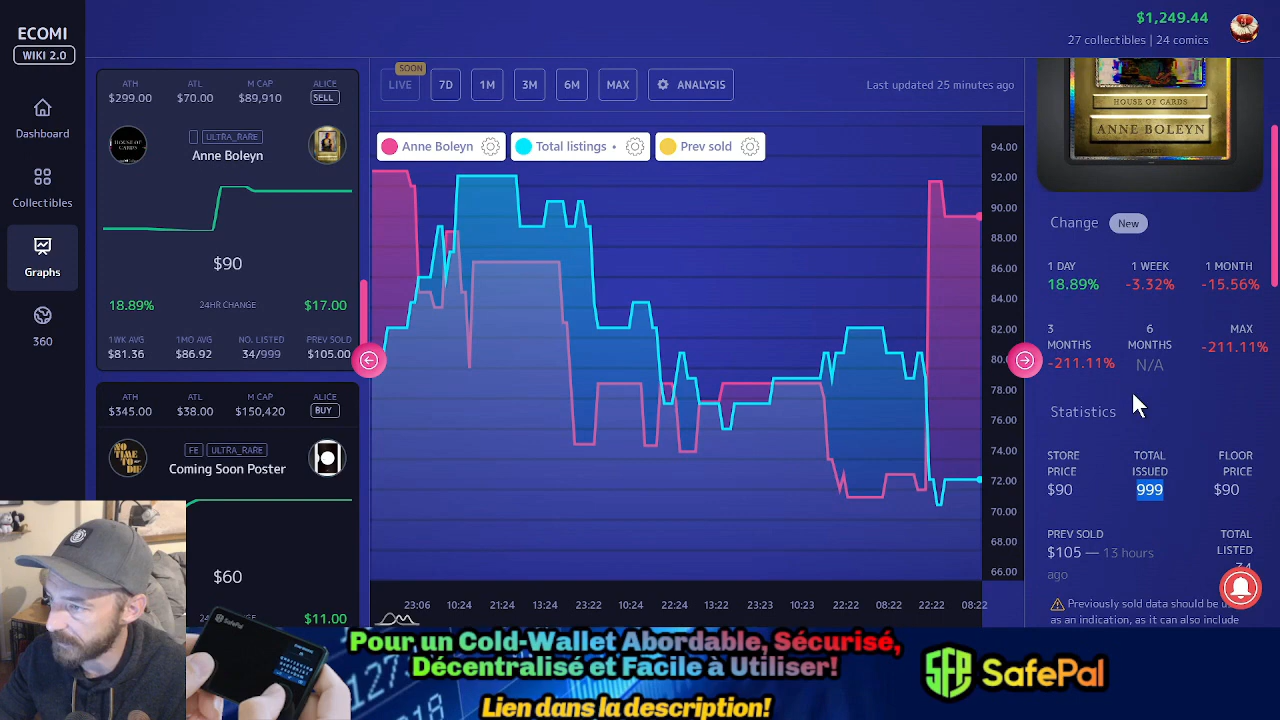 ECOMI
WIKI 2.0
Dashboard
Collectibles
Graphs
360
$1,249.44
27 collectibles | 24 comics
ATH
ATL
M CAP
ALICE
$299.00
$70.00
$89,910
SELL
HOUSE OF CARDS
ULTRA_RARE
Anne Boleyn
$90
18.89%
24HR CHANGE
$17.00
1WK AVG
1MO AVG
NO. LISTED
PREV SOLD
$81.36
$86.92
34/999
$105.00
ATH
ATL
M CAP
ALICE
$345.00
$38.00
$150,420
BUY
NO TIME TO DIE
FE
ULTRA_RARE
Coming Soon Poster
$60
$11.00
SOON
LIVE
7D
1M
3M
6M
MAX
ANALYSIS
Last updated 25 minutes ago
Anne Boleyn
Total listings •
Prev sold
94.00
92.00
90.00
88.00
86.00
84.00
82.00
80.
78.00
76.00
74.00
72.00
70.00
68.00
66.00
23:06
10:24
21:24
13:24
23:22
10:24
22:24
13:22
23:23
10:23
22:22
08:22
22:22
08:22
HOUSE OF CARDS
ANNE BOLEYN
Change
New
1 DAY
1 WEEK
1 MONTH
18.89%
-3.32%
-15.56%
3 MONTHS
6 MONTHS
MAX
-211.11%
N/A
-211.11%
Statistics
STORE PRICE
TOTAL ISSUED
FLOOR PRICE
$90
999
$90
PREV SOLD
TOTAL LISTED
$105 — 13 hours ago
34
Previously sold data should be u
as an indication, as it can also include
SafePal
Pour un Cold-Wallet Abordable, Sécurisé,
Décentralisé et Facile à Utiliser!
Lien dans la description!
SFP SafePal